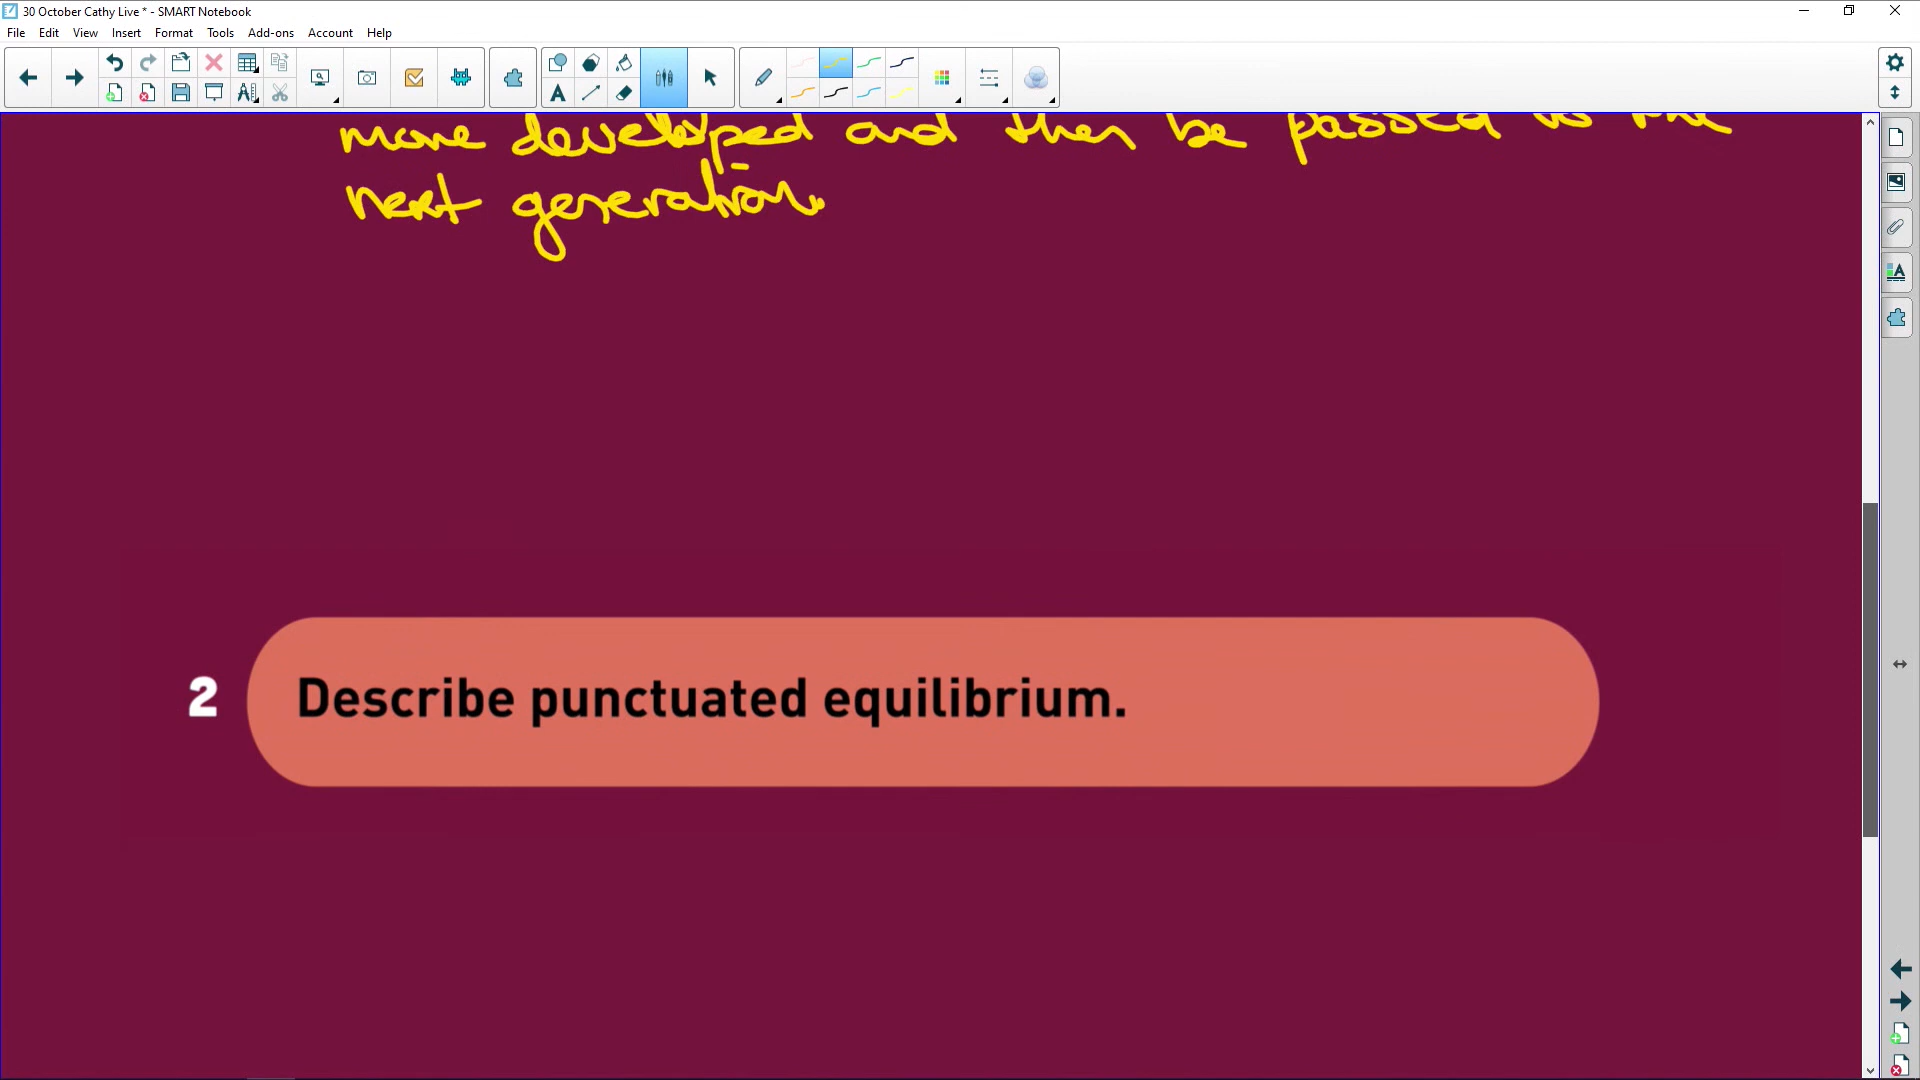 30 October Cathy Live * - SMART Notebook
File Edit View Insert Format Tools Add-ons Account Help
more developed and then be passed to the
next generation.
2 Describe punctuated equilibrium.